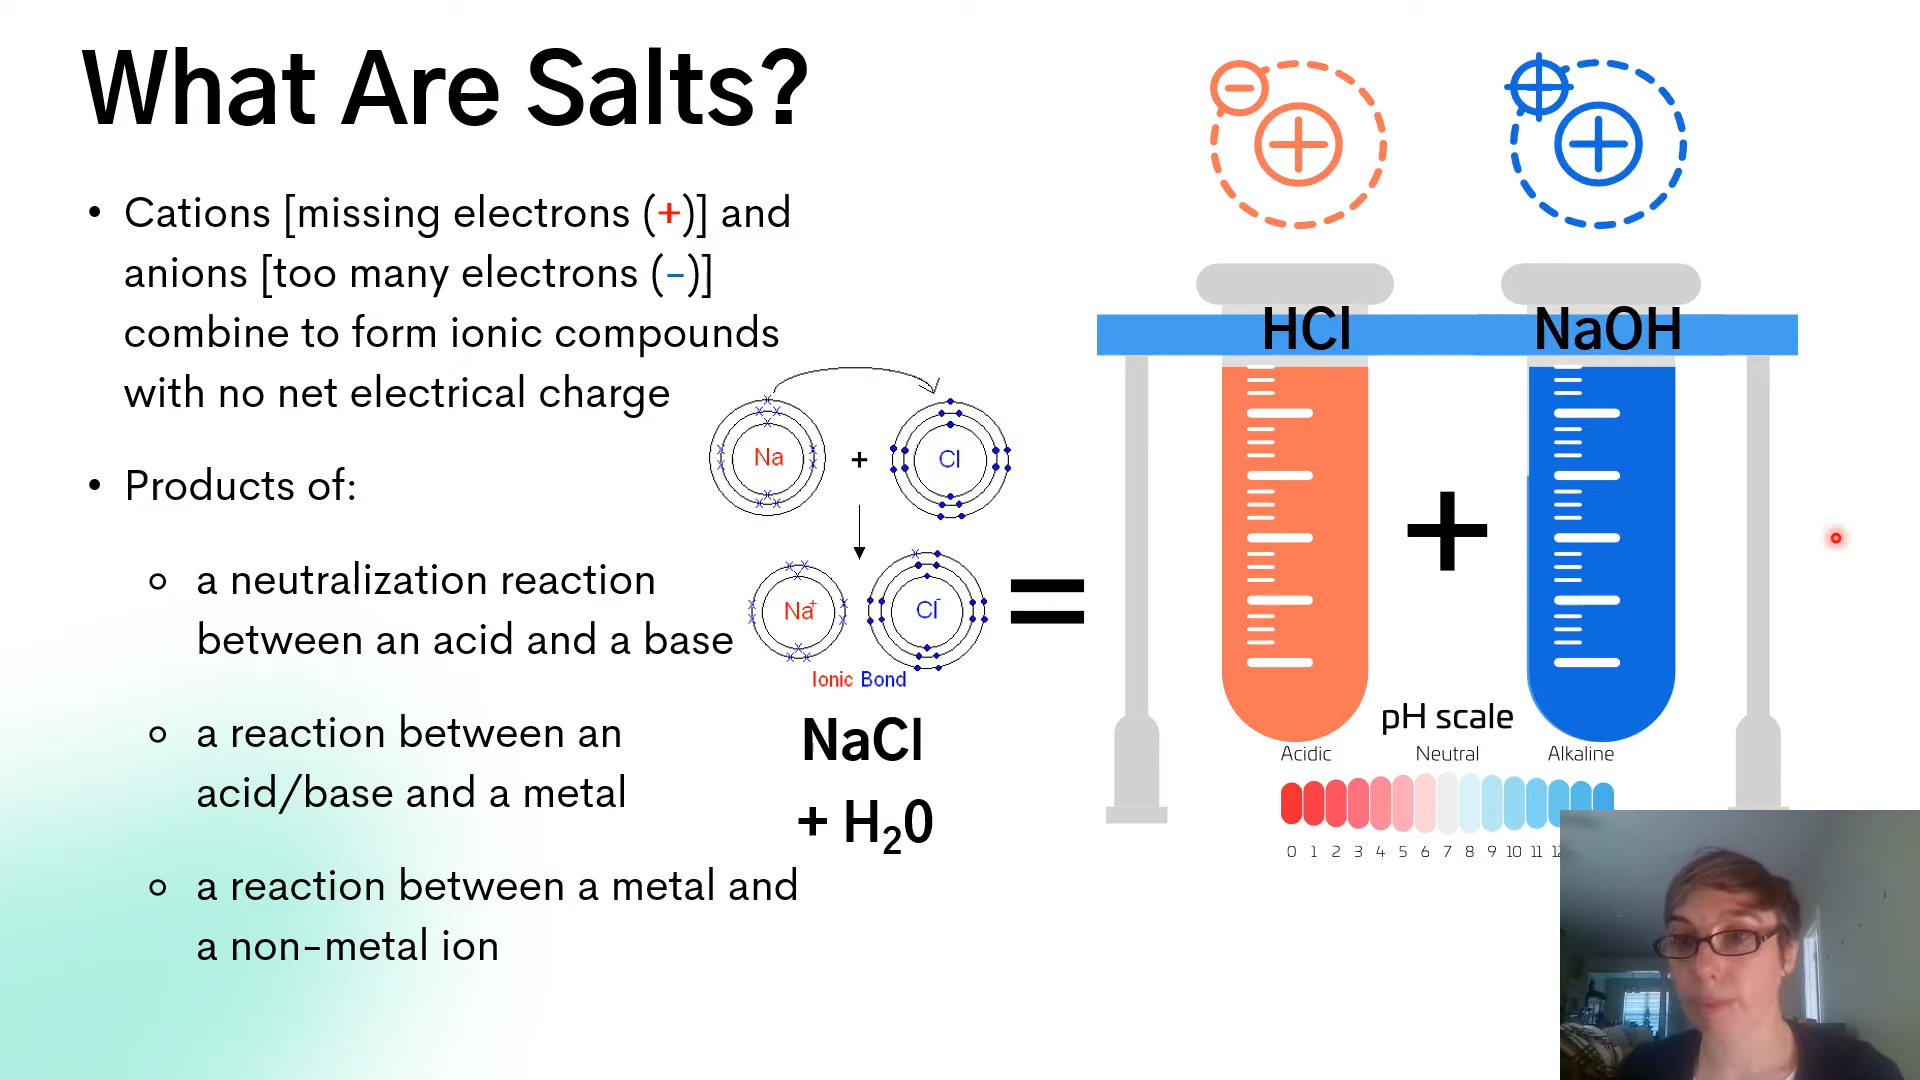 What Are Salts?
• Cations [missing electrons (+)] and
anions [too many electrons (-)]
combine to form ionic compounds
with no net electrical charge
• Products of:
◦ a neutralization reaction
between an acid and a base
◦ a reaction between an
acid/base and a metal
◦ a reaction between a metal and
a non-metal ion
Na + Cl
Na⁺ Cl⁻
Ionic Bond
NaCl
+ H₂0
=
HCl + NaOH
pH scale
Acidic Neutral Alkaline
0 1 2 3 4 5 6 7 8 9 10 11